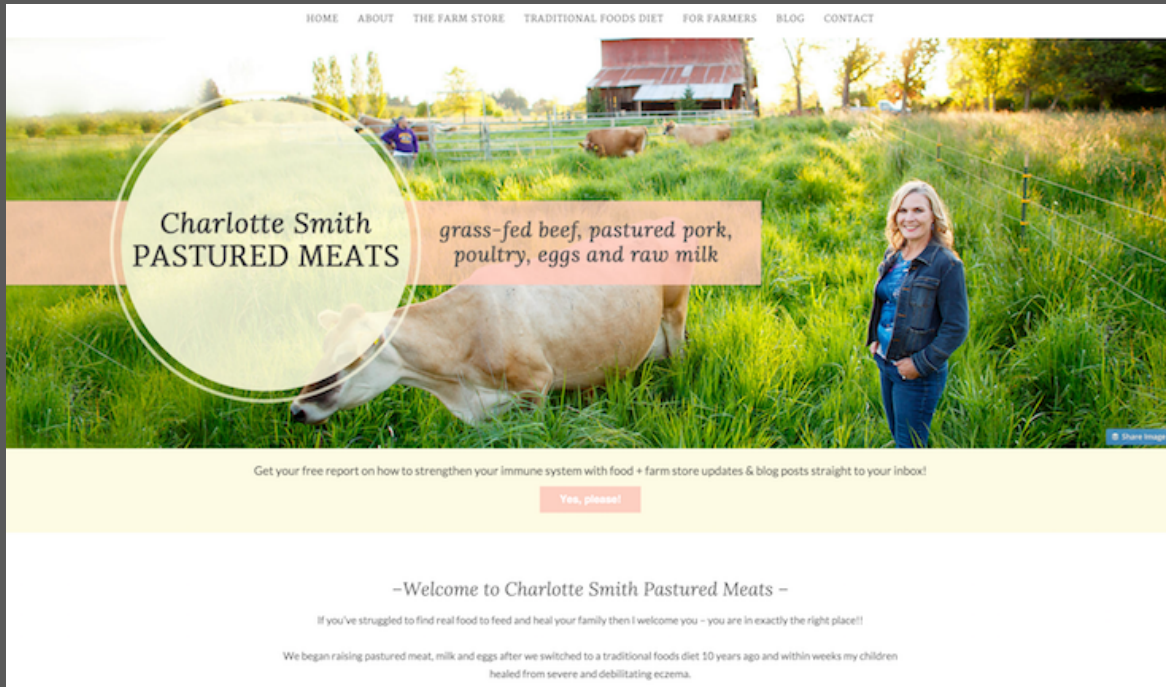 HOME ABOUT THE FARM STORE TRADITIONAL FOODS DIET FOR FARMERS BLOG CONTACT
Charlotte Smith
PASTURED MEATS
grass-fed beef, pastured pork,
poultry, eggs and raw milk
Share Image
Get your free report on how to strengthen your immune system with food + farm store updates & blog posts straight to your inbox!
Yes, please!
–Welcome to Charlotte Smith Pastured Meats –
If you've struggled to find real food to feed and heal your family then I welcome you – you are in exactly the right place!!
We began raising pastured meat, milk and eggs after we switched to a traditional foods diet 10 years ago and within weeks my children
healed from severe and debilitating eczema.